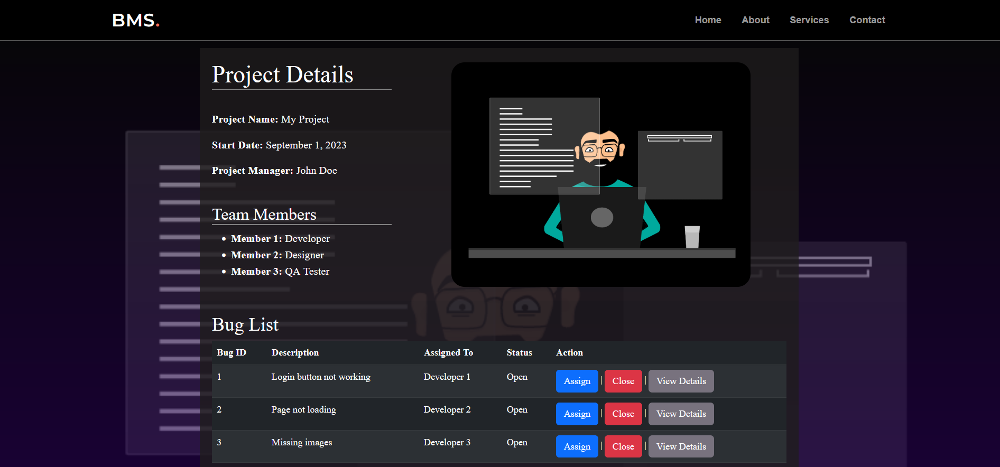 BMS.
Home About Services Contact
Project Details
Project Name: My Project
Start Date: September 1, 2023
Project Manager: John Doe
Team Members
• Member 1: Developer
• Member 2: Designer
• Member 3: QA Tester
Bug List
Bug ID Description Assigned To Status Action
1 Login button not working Developer 1 Open Assign | Close | View Details
2 Page not loading Developer 2 Open Assign | Close | View Details
3 Missing images Developer 3 Open Assign | Close | View Details